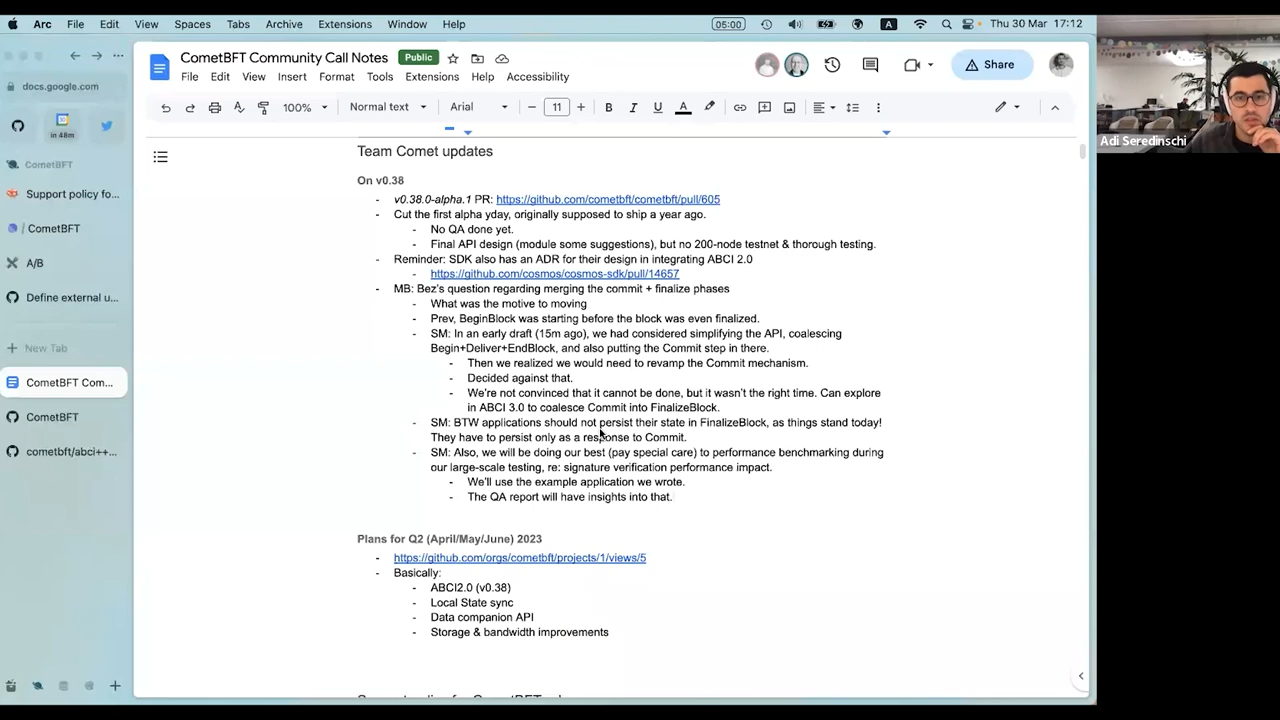 Arc File Edit View Spaces Tabs Archive Extensions Window Help 05:00 A Thu 30 Mar 17:12
docs.google.com
in 48m
CometBFT
Support policy fo...
/ CometBFT
A/B
Define external u...
New Tab
CometBFT Com...
CometBFT
cometbft/abci++...
CometBFT Community Call Notes Public
File Edit View Insert Format Tools Extensions Help Accessibility
Share
100% Normal text Arial 11 B I U A
Team Comet updates
On v0.38
- v0.38.0-alpha.1 PR: https://github.com/cometbft/cometbft/pull/605
- Cut the first alpha yday, originally supposed to ship a year ago.
- No QA done yet.
- Final API design (module some suggestions), but no 200-node testnet & thorough testing.
- Reminder: SDK also has an ADR for their design in integrating ABCI 2.0
- https://github.com/cosmos/cosmos-sdk/pull/14657
- MB: Bez's question regarding merging the commit + finalize phases
- What was the motive to moving
- Prev, BeginBlock was starting before the block was even finalized.
- SM: In an early draft (15m ago), we had considered simplifying the API, coalescing
Begin+Deliver+EndBlock, and also putting the Commit step in there.
- Then we realized we would need to revamp the Commit mechanism.
- Decided against that.
- We're not convinced that it cannot be done, but it wasn't the right time. Can explore
in ABCI 3.0 to coalesce Commit into FinalizeBlock.
- SM: BTW applications should not persist their state in FinalizeBlock, as things stand today!
They have to persist only as a response to Commit.
- SM: Also, we will be doing our best (pay special care) to performance benchmarking during
our large-scale testing, re: signature verification performance impact.
- We'll use the example application we wrote.
- The QA report will have insights into that.
Plans for Q2 (April/May/June) 2023
- https://github.com/orgs/cometbft/projects/1/views/5
- Basically:
- ABCI2.0 (v0.38)
- Local State sync
- Data companion API
- Storage & bandwidth improvements
Adi Seredinschi